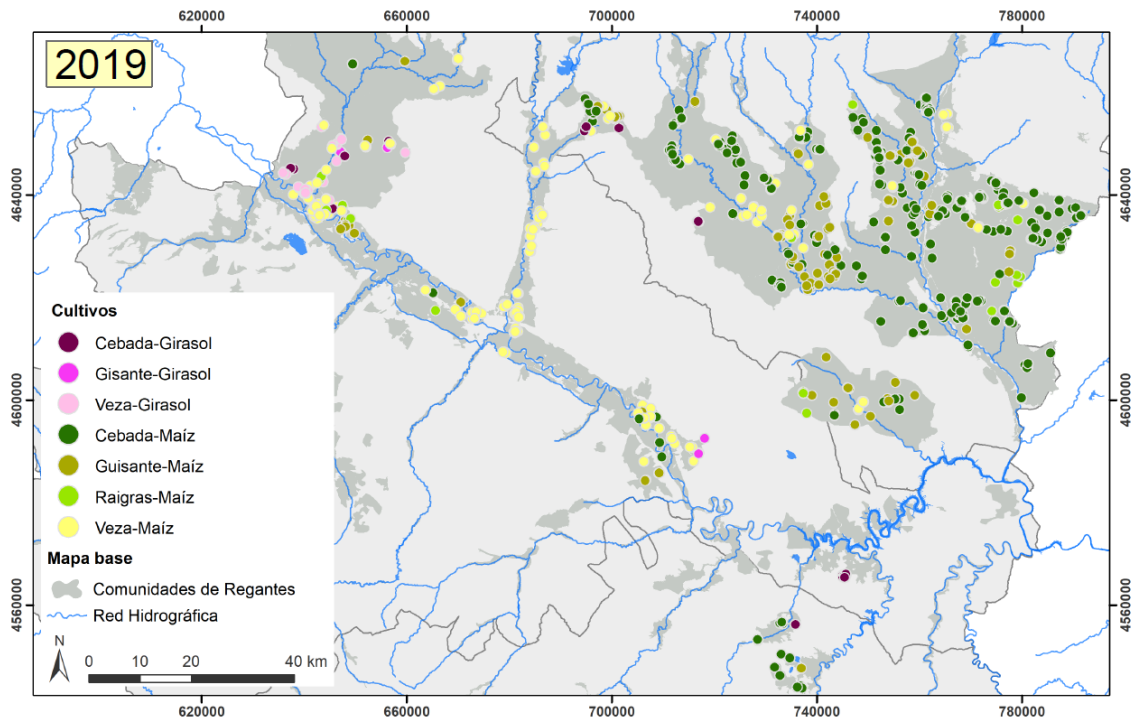 620000 660000 700000 740000 780000
2019
4640000 4640000
4600000 4600000
4560000 4560000
Cultivos
Cebada-Girasol
Gisante-Girasol
Veza-Girasol
Cebada-Maíz
Guisante-Maíz
Raigras-Maíz
Veza-Maíz
Mapa base
Comunidades de Regantes
Red Hidrográfica
N
0 10 20 40 km
620000 660000 700000 740000 780000